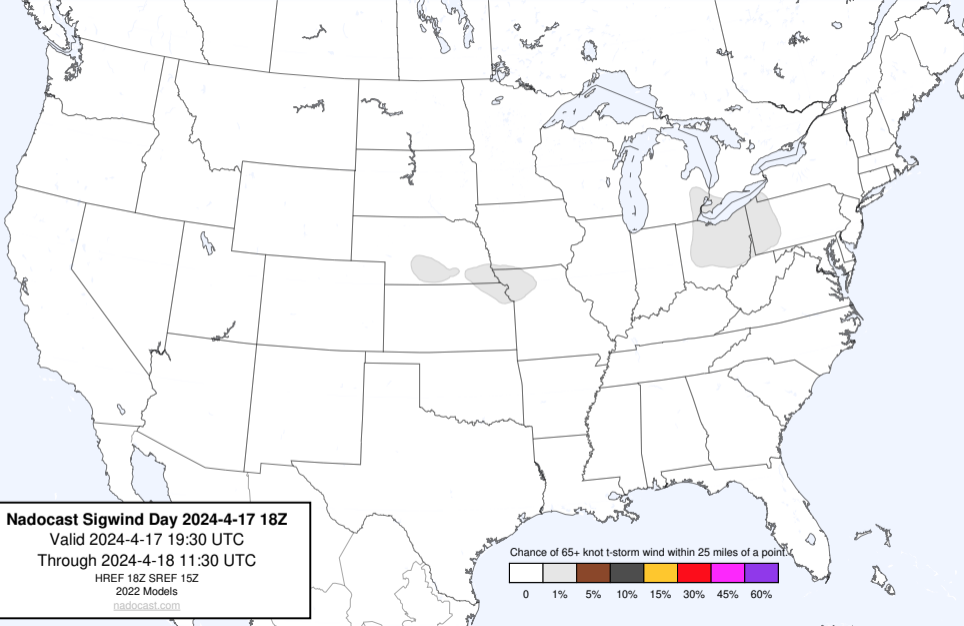 Nadocast Sigwind Day 2024-4-17 18Z
Valid 2024-4-17 19:30 UTC
Through 2024-4-18 11:30 UTC
HREF 18Z SREF 15Z
2022 Models
nadocast.com
Chance of 65+ knot t-storm wind within 25 miles of a point.
0 1% 5% 10% 15% 30% 45% 60%